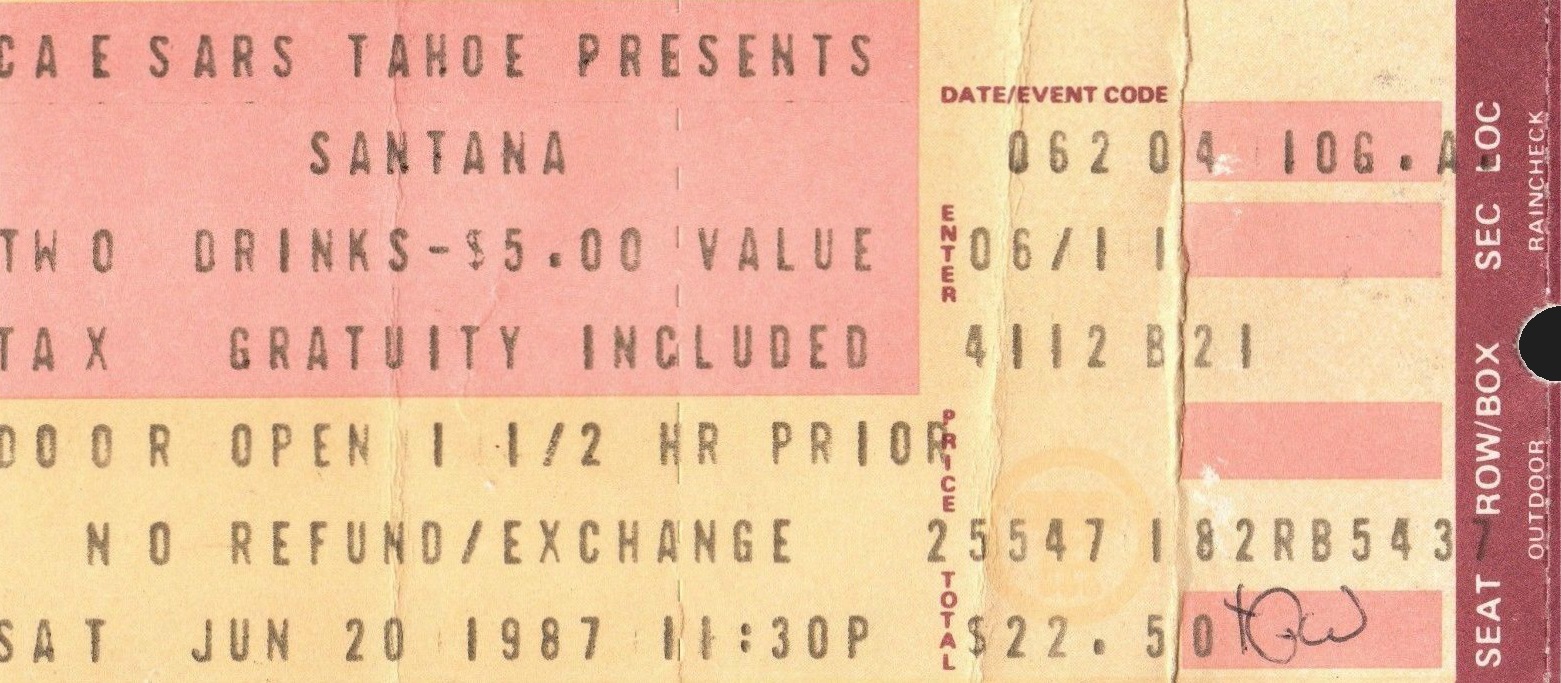 CAESARS TAHOE PRESENTS
SANTANA
TWO DRINKS-$5.00 VALUE
TAX GRATUITY INCLUDED
DOOR OPEN 1 1/2 HR PRIOR
NO REFUND/EXCHANGE
SAT JUN 20 1987 11:30P
DATE/EVENT CODE
06204 10G.A.
ENTER
06/11
4112 B21
PRICE
25547 182RB5437
TOTAL
$22.50
SEAT ROW/BOX SEC LOC
OUTDOOR RAINCHECK